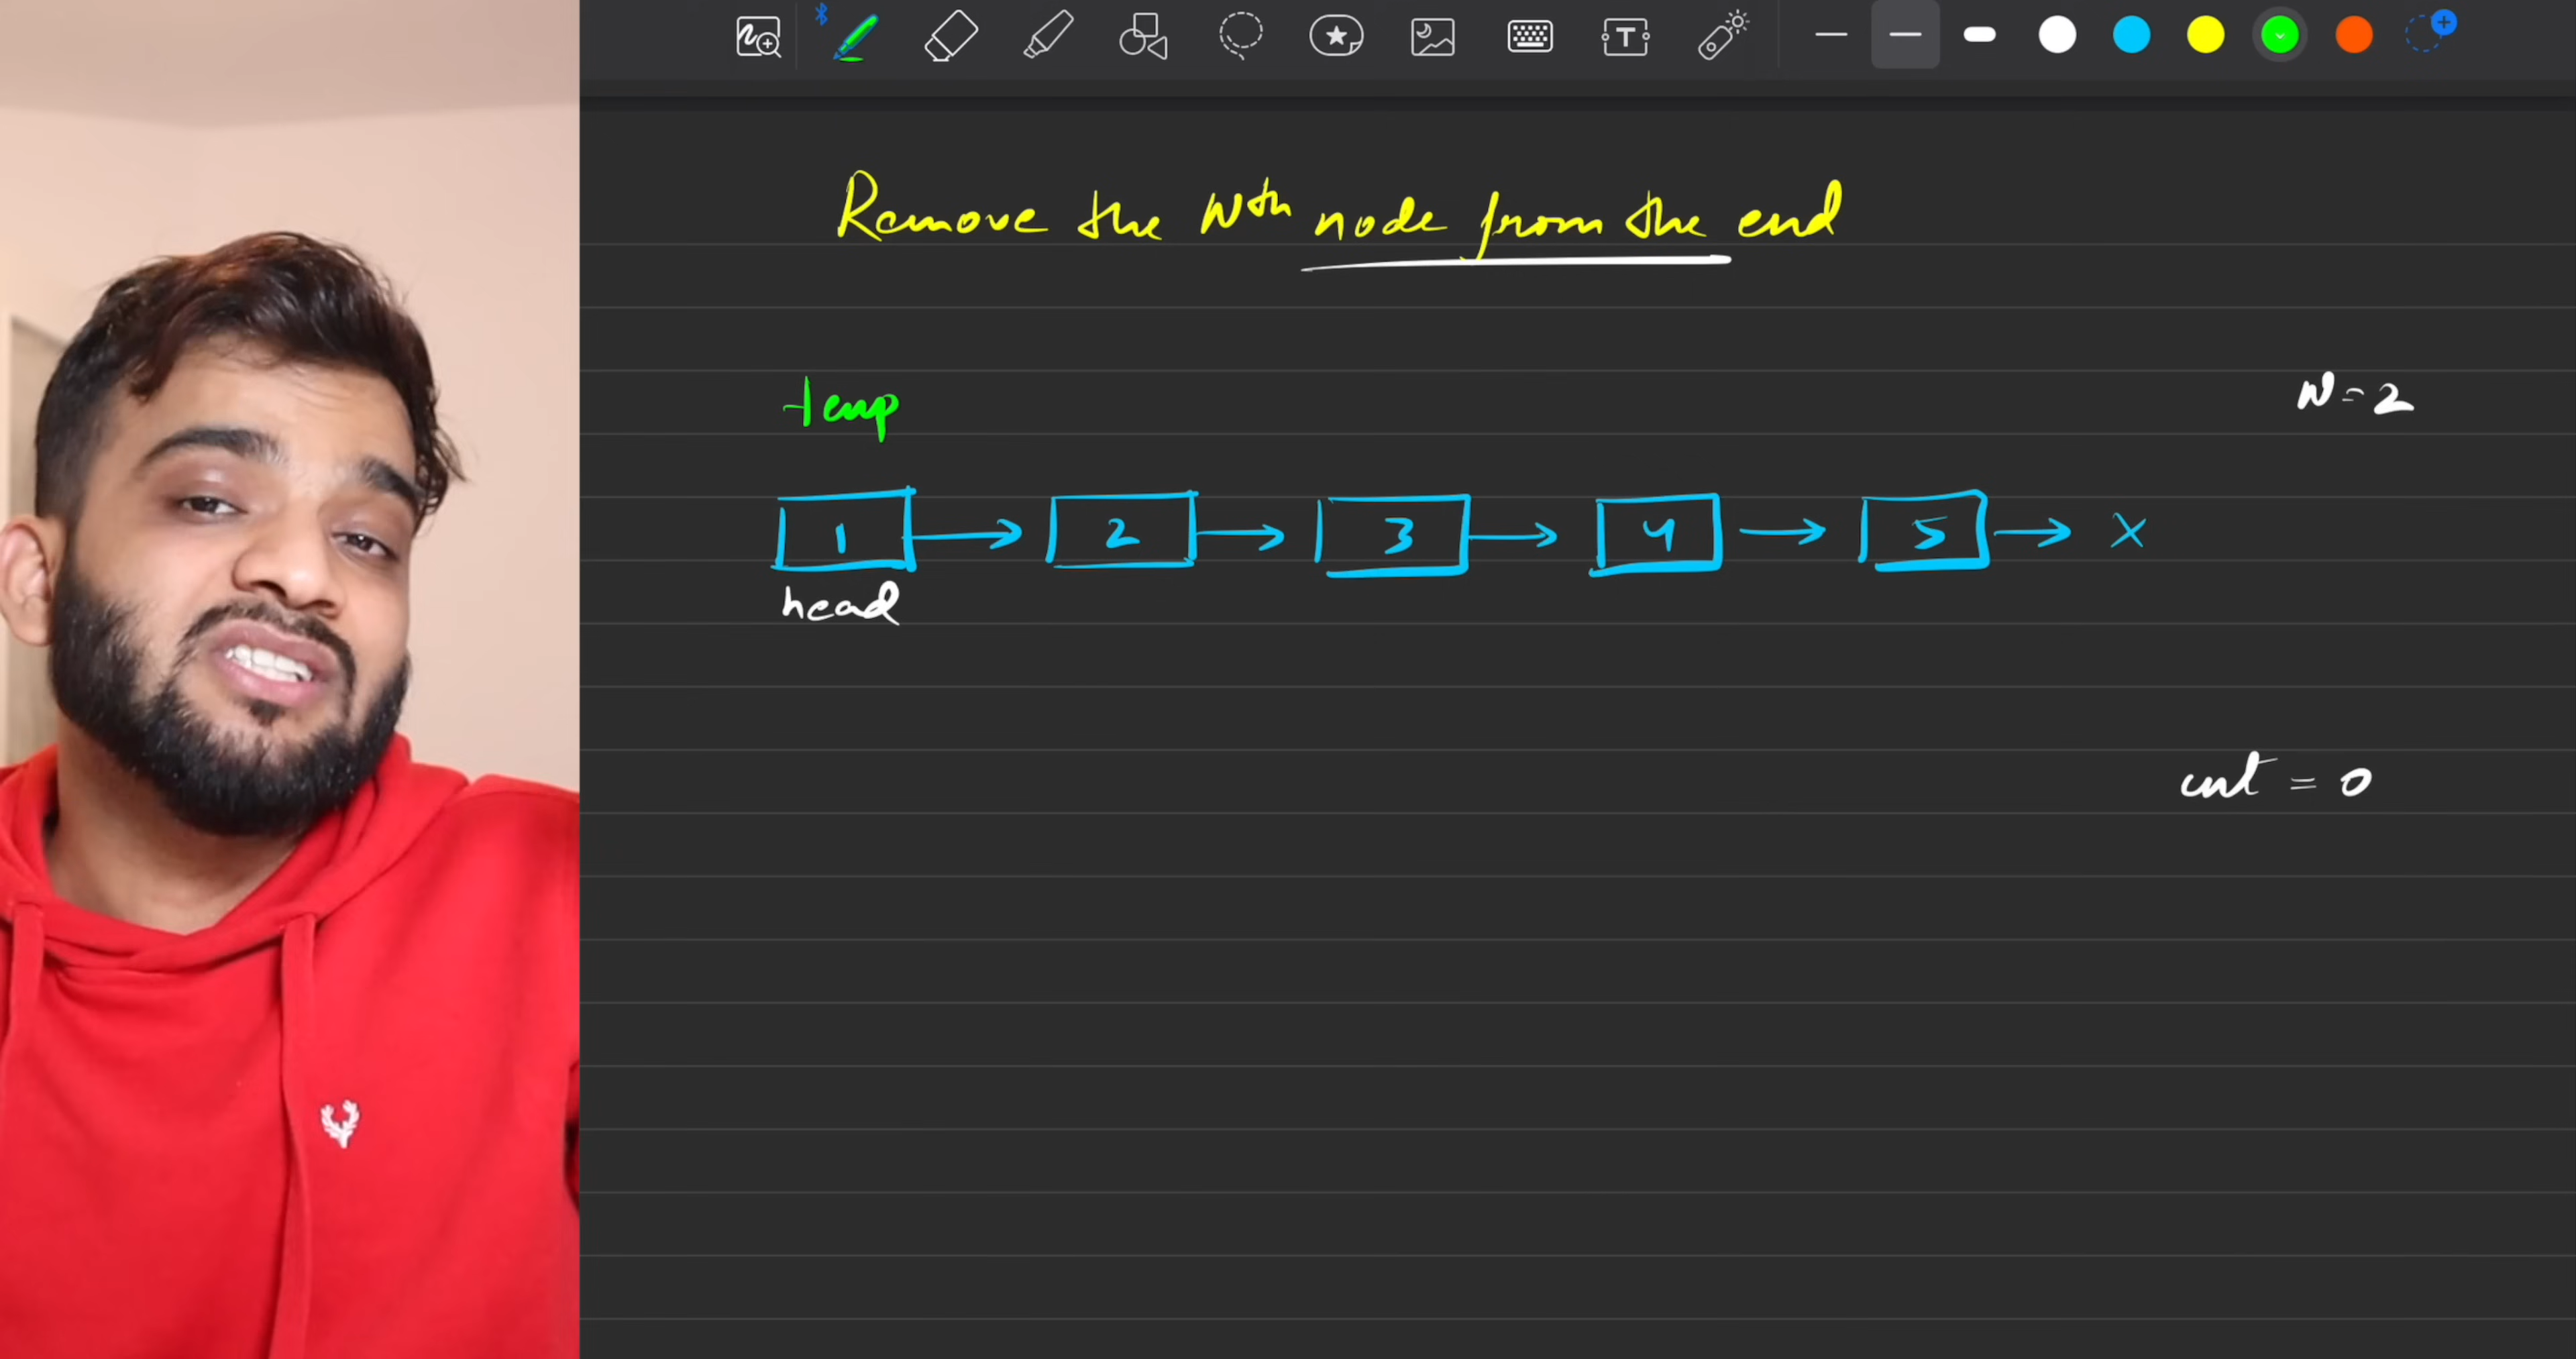 Remove the Nth node from the end
temp
N = 2
1 → 2 → 3 → 4 → 5 → X
head
cnt = 0